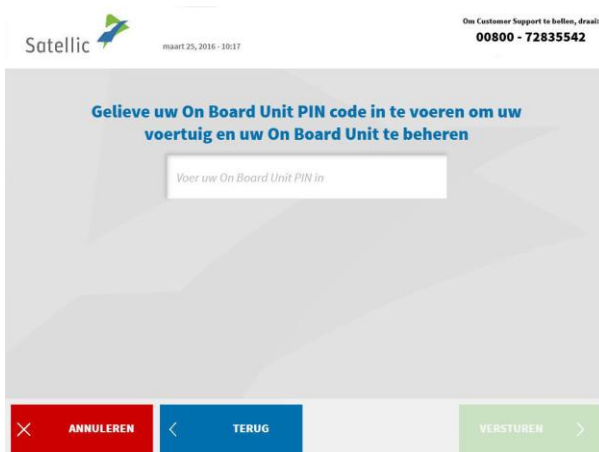 Satellic
maart 25, 2016 - 10:17
Om Customer Support te bellen, draai:
00800 - 72835542
Gelieve uw On Board Unit PIN code in te voeren om uw
voertuig en uw On Board Unit te beheren
Voer uw On Board Unit PIN in
ANNULEREN
TERUG
VERSTUREN